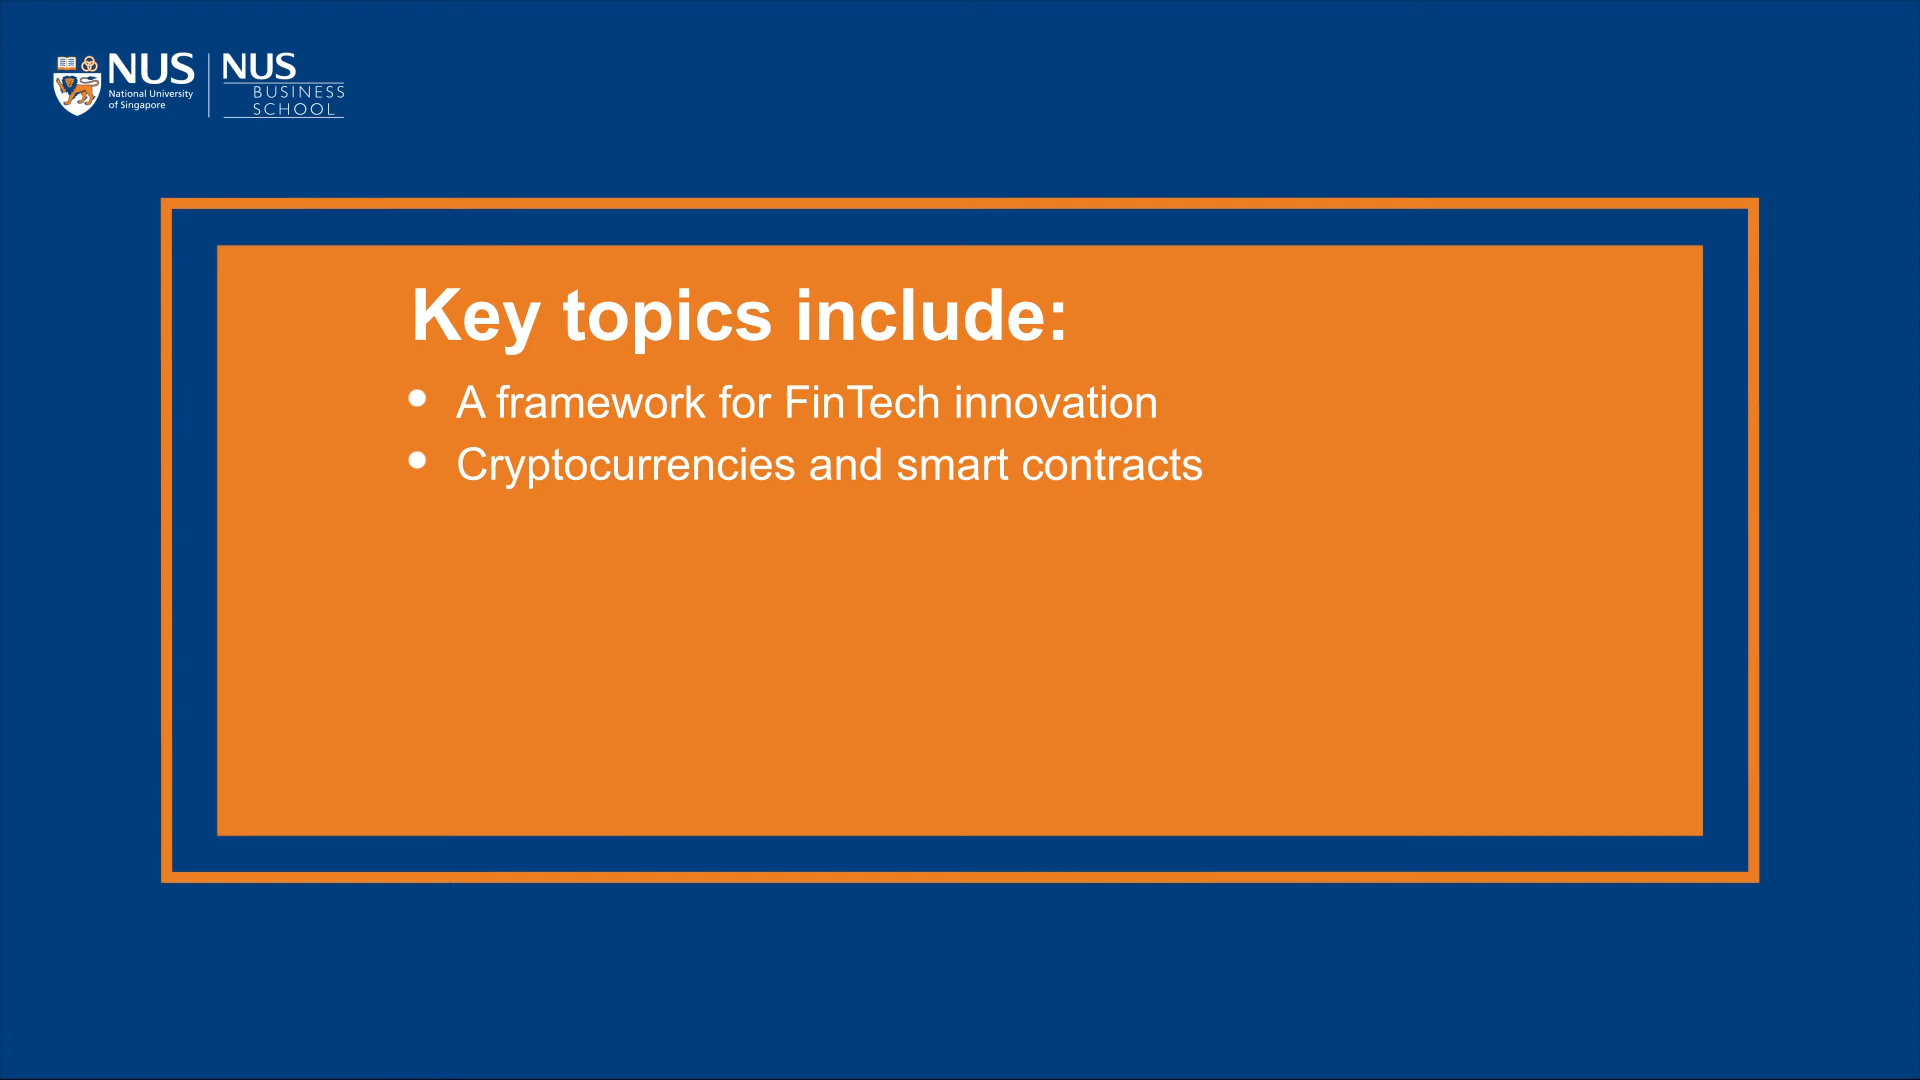 NUS
National University
of Singapore
NUS
BUSINESS
SCHOOL
Key topics include:
• A framework for FinTech innovation
• Cryptocurrencies and smart contracts